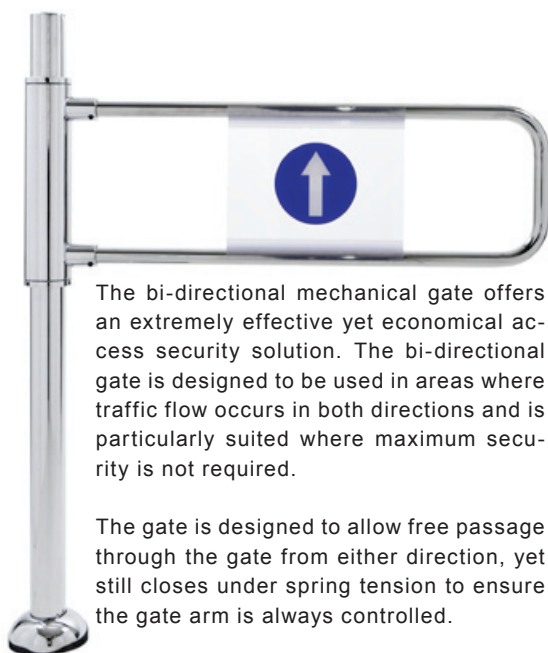 The bi-directional mechanical gate offers
an extremely effective yet economical ac-
cess security solution. The bi-directional
gate is designed to be used in areas where
traffic flow occurs in both directions and is
particularly suited where maximum secu-
rity is not required.
The gate is designed to allow free passage
through the gate from either direction, yet
still closes under spring tension to ensure
the gate arm is always controlled.